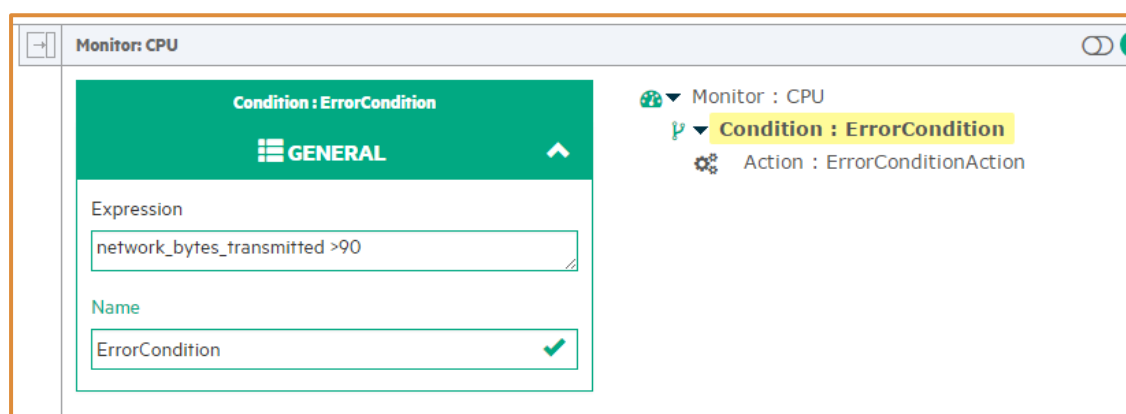 Monitor: CPU
Condition : ErrorCondition
GENERAL
Expression
network_bytes_transmitted >90
Name
ErrorCondition
Monitor : CPU
Condition : ErrorCondition
Action : ErrorConditionAction